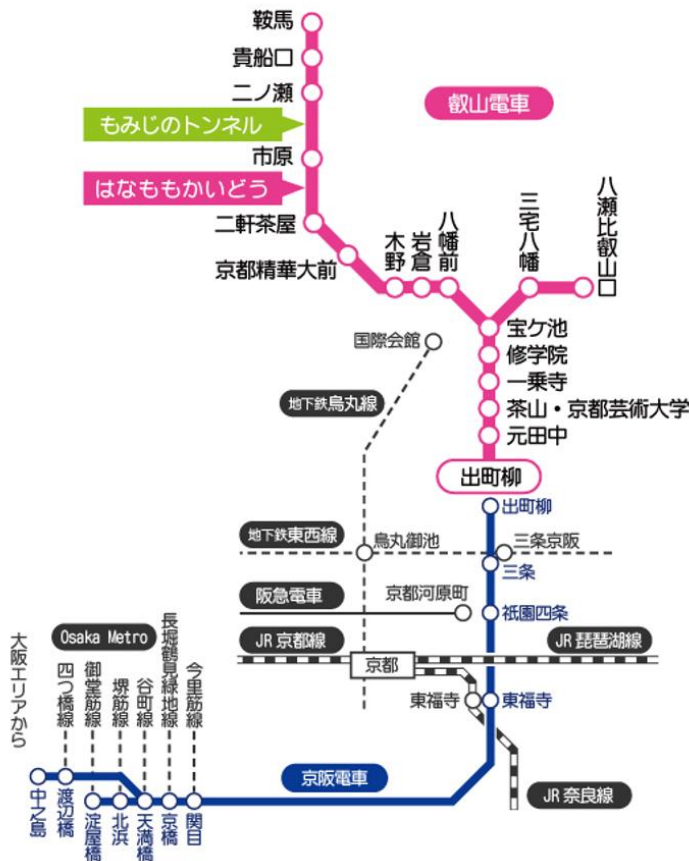 鞍馬
貴船口
二ノ瀬
叡山電車
もみじのトンネル
市原
はなももかいどう
二軒茶屋
京都精華大前
木野
岩倉
八幡前
三宅八幡
八瀬比叡山口
宝ケ池
修学院
一乗寺
茶山・京都芸術大学
元田中
出町柳
国際会館
地下鉄烏丸線
出町柳
地下鉄東西線
烏丸御池
三条京阪
三条
阪急電車
京都河原町
祇園四条
JR 京都線
JR 琵琶湖線
京都
東福寺
東福寺
Osaka Metro
大阪エリアから
四つ橋線
御堂筋線
堺筋線
谷町線
長堀鶴見緑地線
今里筋線
京阪電車
JR 奈良線
中之島
渡辺橋
淀屋橋
北浜
天満橋
京橋
関目